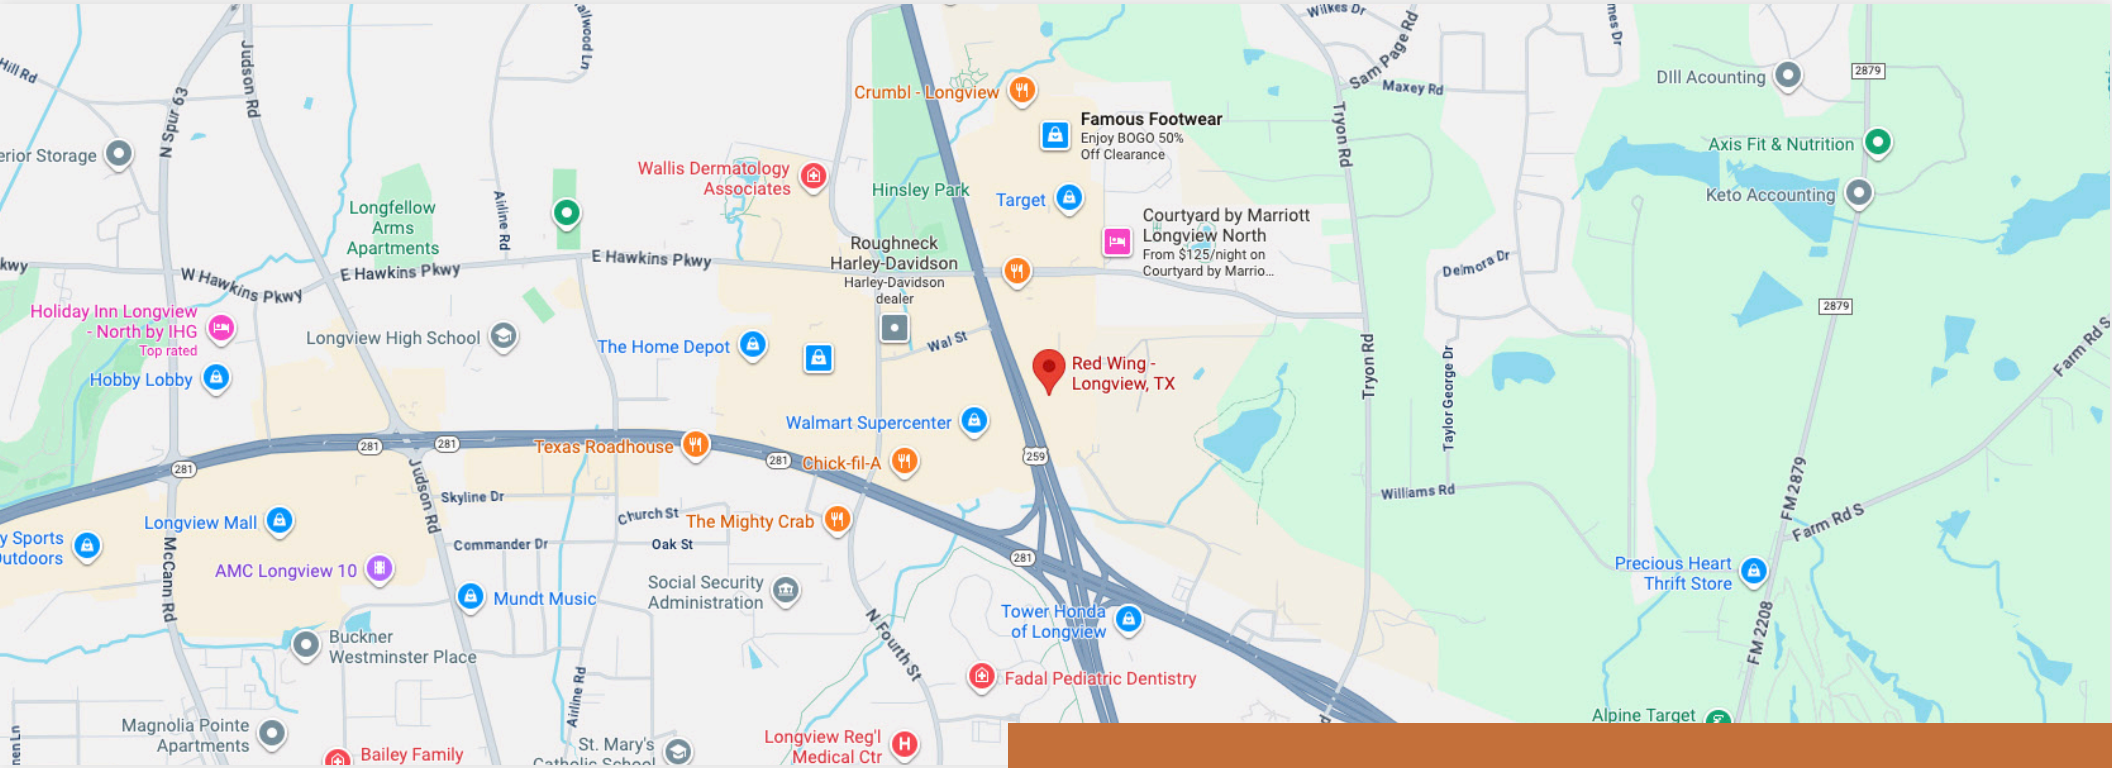 Wilkes Dr
Sam Page Rd
Maxey Rd
Hill Rd
Judson Rd
N Spur 63
Crumbl - Longview
Famous Footwear
Enjoy BOGO 50%
Off Clearance
Dill Acounting
2879
Tryon Rd
Axis Fit & Nutrition
Wallis Dermatology
Associates
Hinsley Park
Target
Keto Accounting
Longfellow
Arms
Apartments
Airline Rd
Courtyard by Marriott
Longview North
From $125/night on
Courtyard by Marrio...
Roughneck
Harley-Davidson
Harley-Davidson
dealer
W Hawkins Pkwy
E Hawkins Pkwy
E Hawkins Pkwy
Delmora Dr
2879
Holiday Inn Longview
- North by IHG
Top rated
Longview High School
The Home Depot
Wal St
Red Wing -
Longview, TX
Tryon Rd
Taylor George Dr
Farm Rd S
Hobby Lobby
Walmart Supercenter
Texas Roadhouse
Chick-fil-A
281
281
281
281
259
Skyline Dr
Judson Rd
Williams Rd
FM 2879
Farm Rd S
Longview Mall
Church St
The Mighty Crab
Commander Dr
Oak St
281
AMC Longview 10
McCann Rd
Mundt Music
Social Security
Administration
Tower Honda
of Longview
Precious Heart
Thrift Store
FM 2208
Buckner
Westminster Place
N Fourth St
Fadal Pediatric Dentistry
Airline Rd
Magnolia Pointe
Apartments
Bailey Family
St. Mary's
Catholic School
Longview Reg'l
Medical Ctr
Alpine Target